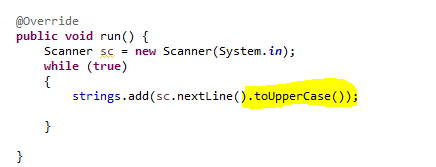 @Override
public void run() {
Scanner sc = new Scanner(System.in);
while (true)
{
strings.add(sc.nextLine().toUpperCase());
}
}